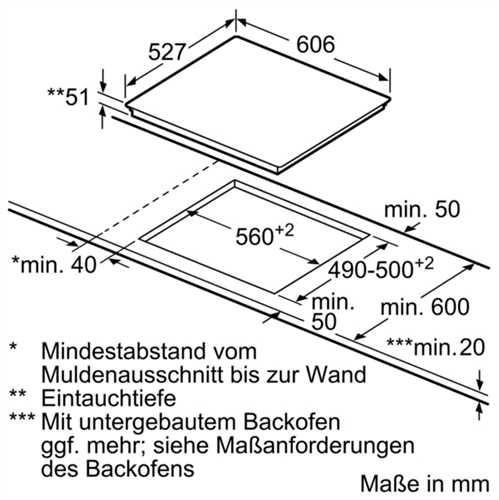 527
606
**51
min. 50
560+2
*min. 40
490-500+2
min.
50
min. 600
***min.20
* Mindestabstand vom
Muldenausschnitt bis zur Wand
** Eintauchtiefe
*** Mit untergebautem Backofen
ggf. mehr; siehe Maßanforderungen
des Backofens
Maße in mm